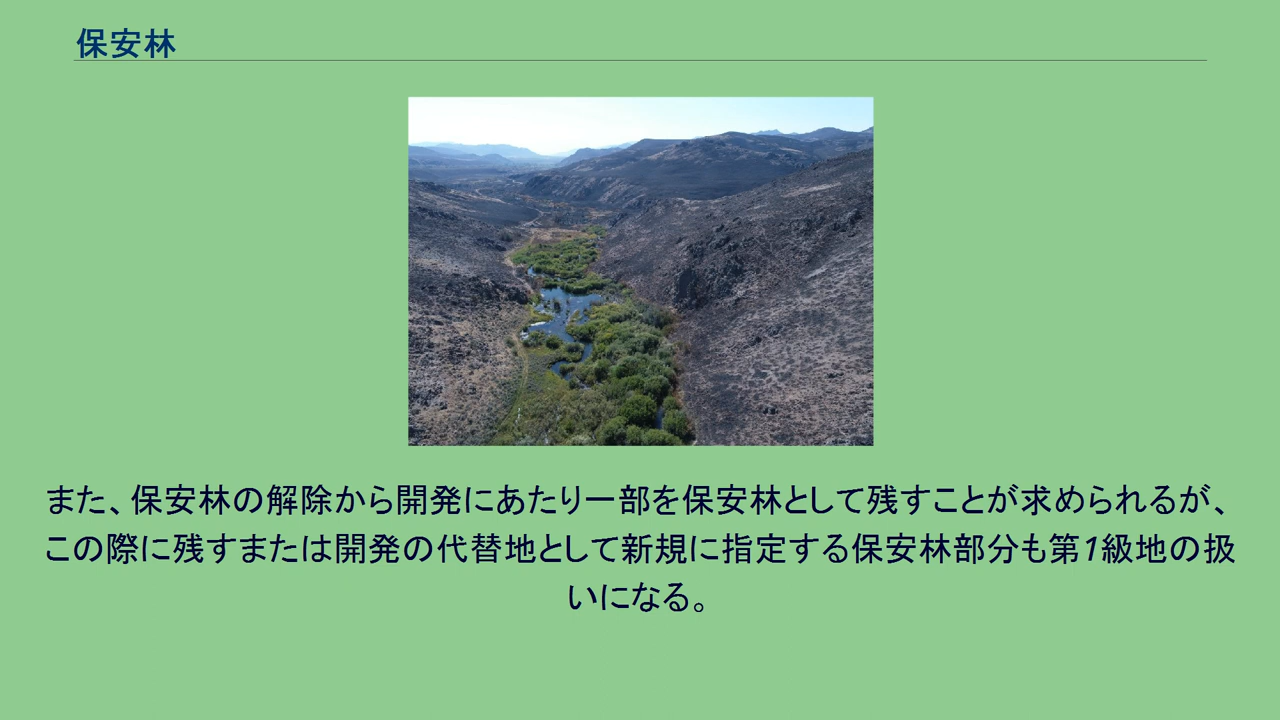 保安林
また、保安林の解除から開発にあたり一部を保安林として残すことが求められるが、
この際に残すまたは開発の代替地として新規に指定する保安林部分も第1級地の扱
いになる。